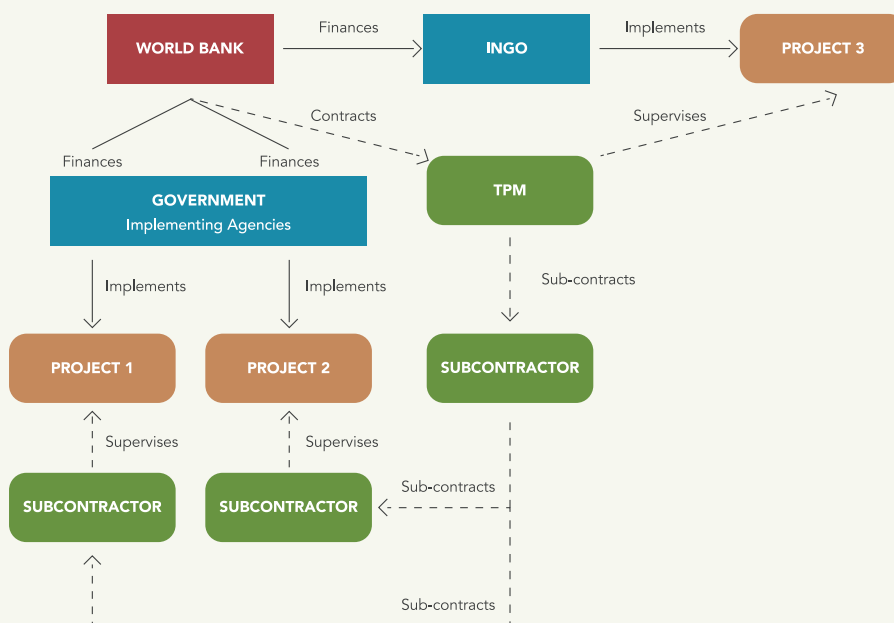 WORLD BANK
Finances
INGO
Implements
PROJECT 3
Contracts
Supervises
Finances
Finances
TPM
GOVERNMENT
Implementing Agencies
Sub-contracts
Implements
Implements
PROJECT 1
PROJECT 2
SUBCONTRACTOR
Supervises
Supervises
Sub-contracts
SUBCONTRACTOR
SUBCONTRACTOR
Sub-contracts